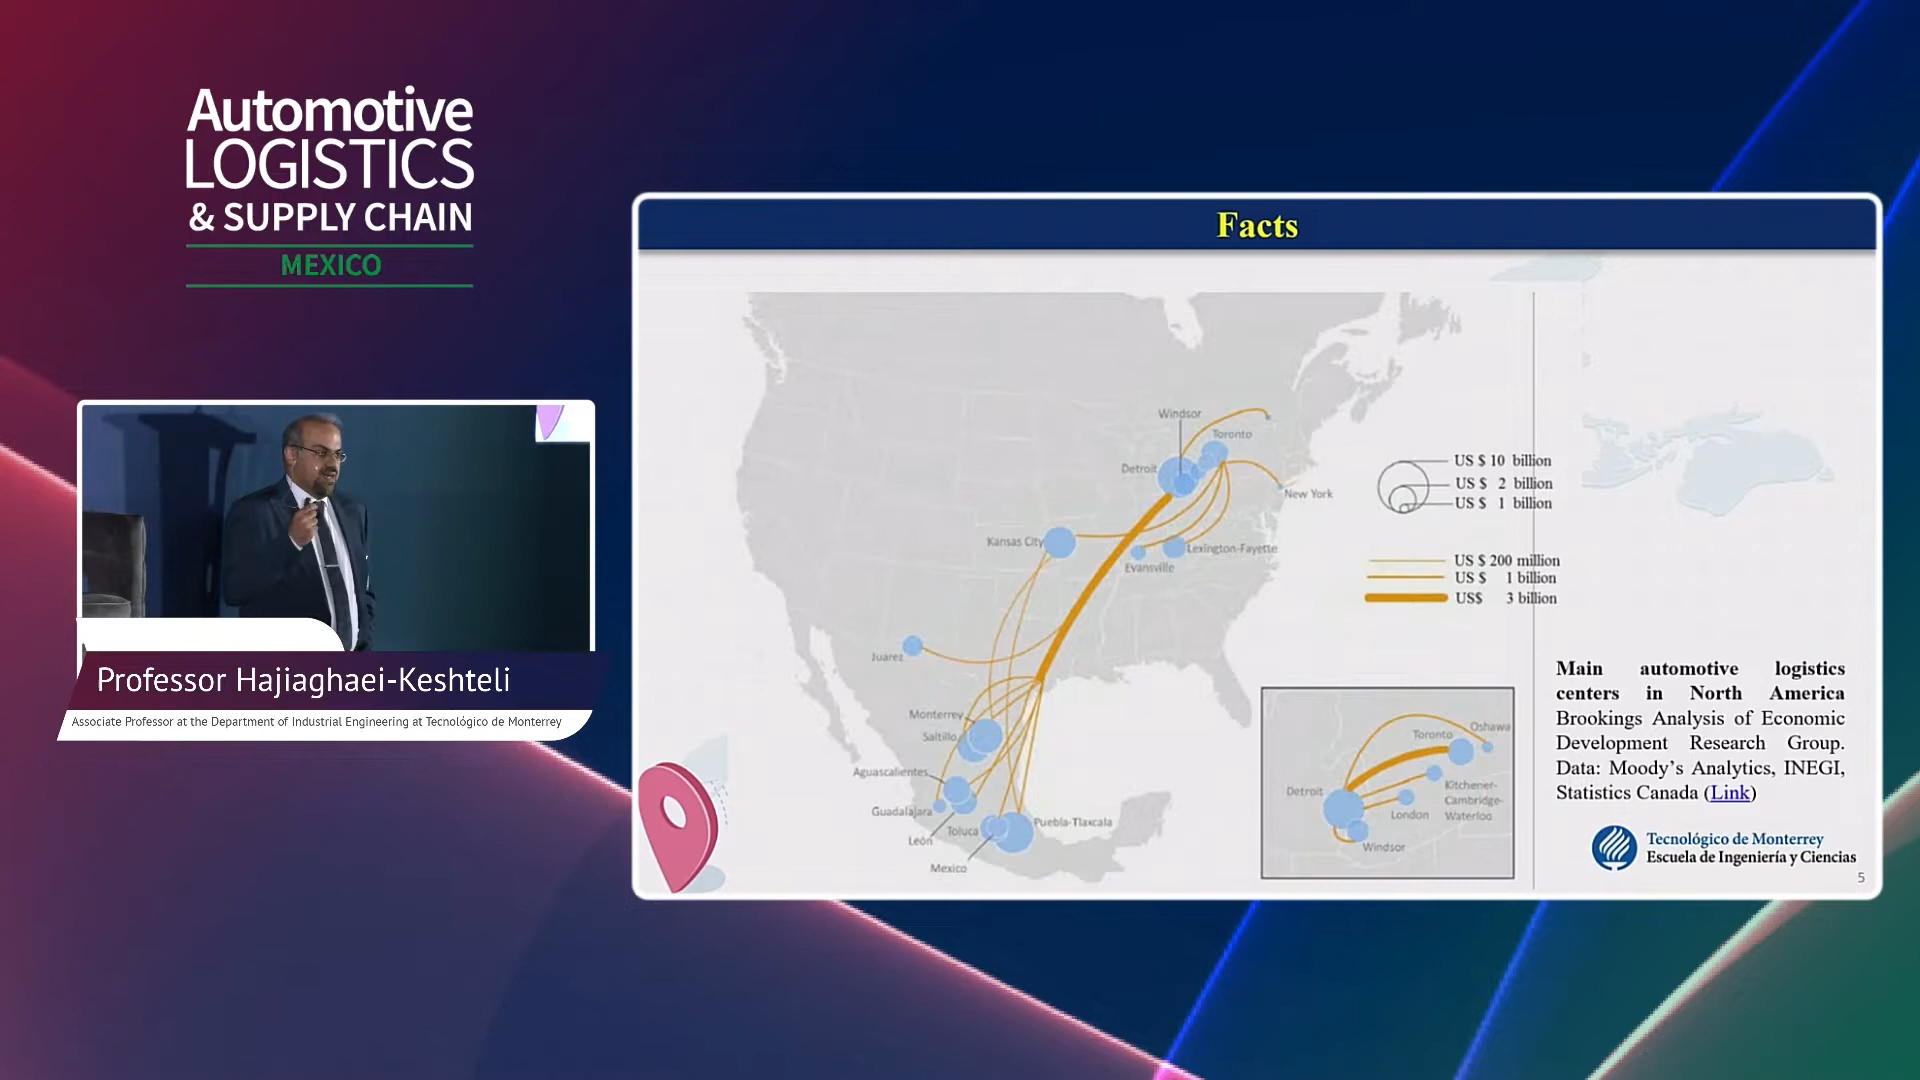 Automotive
LOGISTICS
& SUPPLY CHAIN
MEXICO
Professor Hajiaghaei-Keshteli
Associate Professor at the Department of Industrial Engineering at Tecnológico de Monterrey
Facts
Windsor
Toronto
Detroit
New York
Kansas City
Lexington-Fayette
Evansville
Juarez
Monterrey
Saltillo
Aguascalientes
Guadalajara
León
Toluca
Puebla-Tlaxcala
Mexico
US $ 10 billion
US $ 2 billion
US $ 1 billion
US $ 200 million
US $ 1 billion
US$ 3 billion
Oshawa
Toronto
Detroit
Kitchener-
Cambridge-
Waterloo
London
Windsor
Main automotive logistics
centers in North America
Brookings Analysis of Economic
Development Research Group.
Data: Moody's Analytics, INEGI,
Statistics Canada (Link)
Tecnológico de Monterrey
Escuela de Ingeniería y Ciencias
5